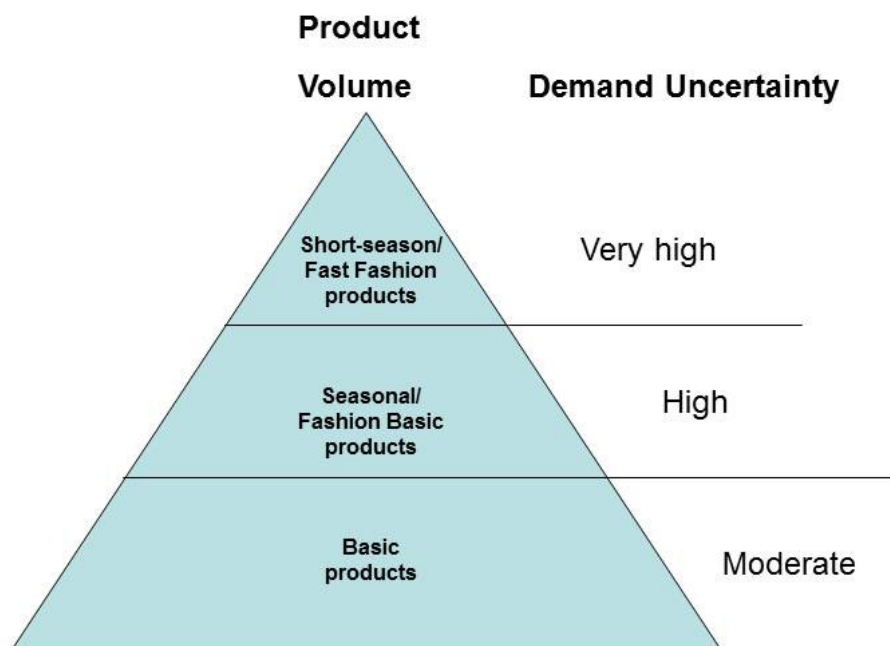 Product
Volume
Demand Uncertainty
Short-season/
Fast Fashion
products
Very high
Seasonal/
Fashion Basic
products
High
Basic
products
Moderate